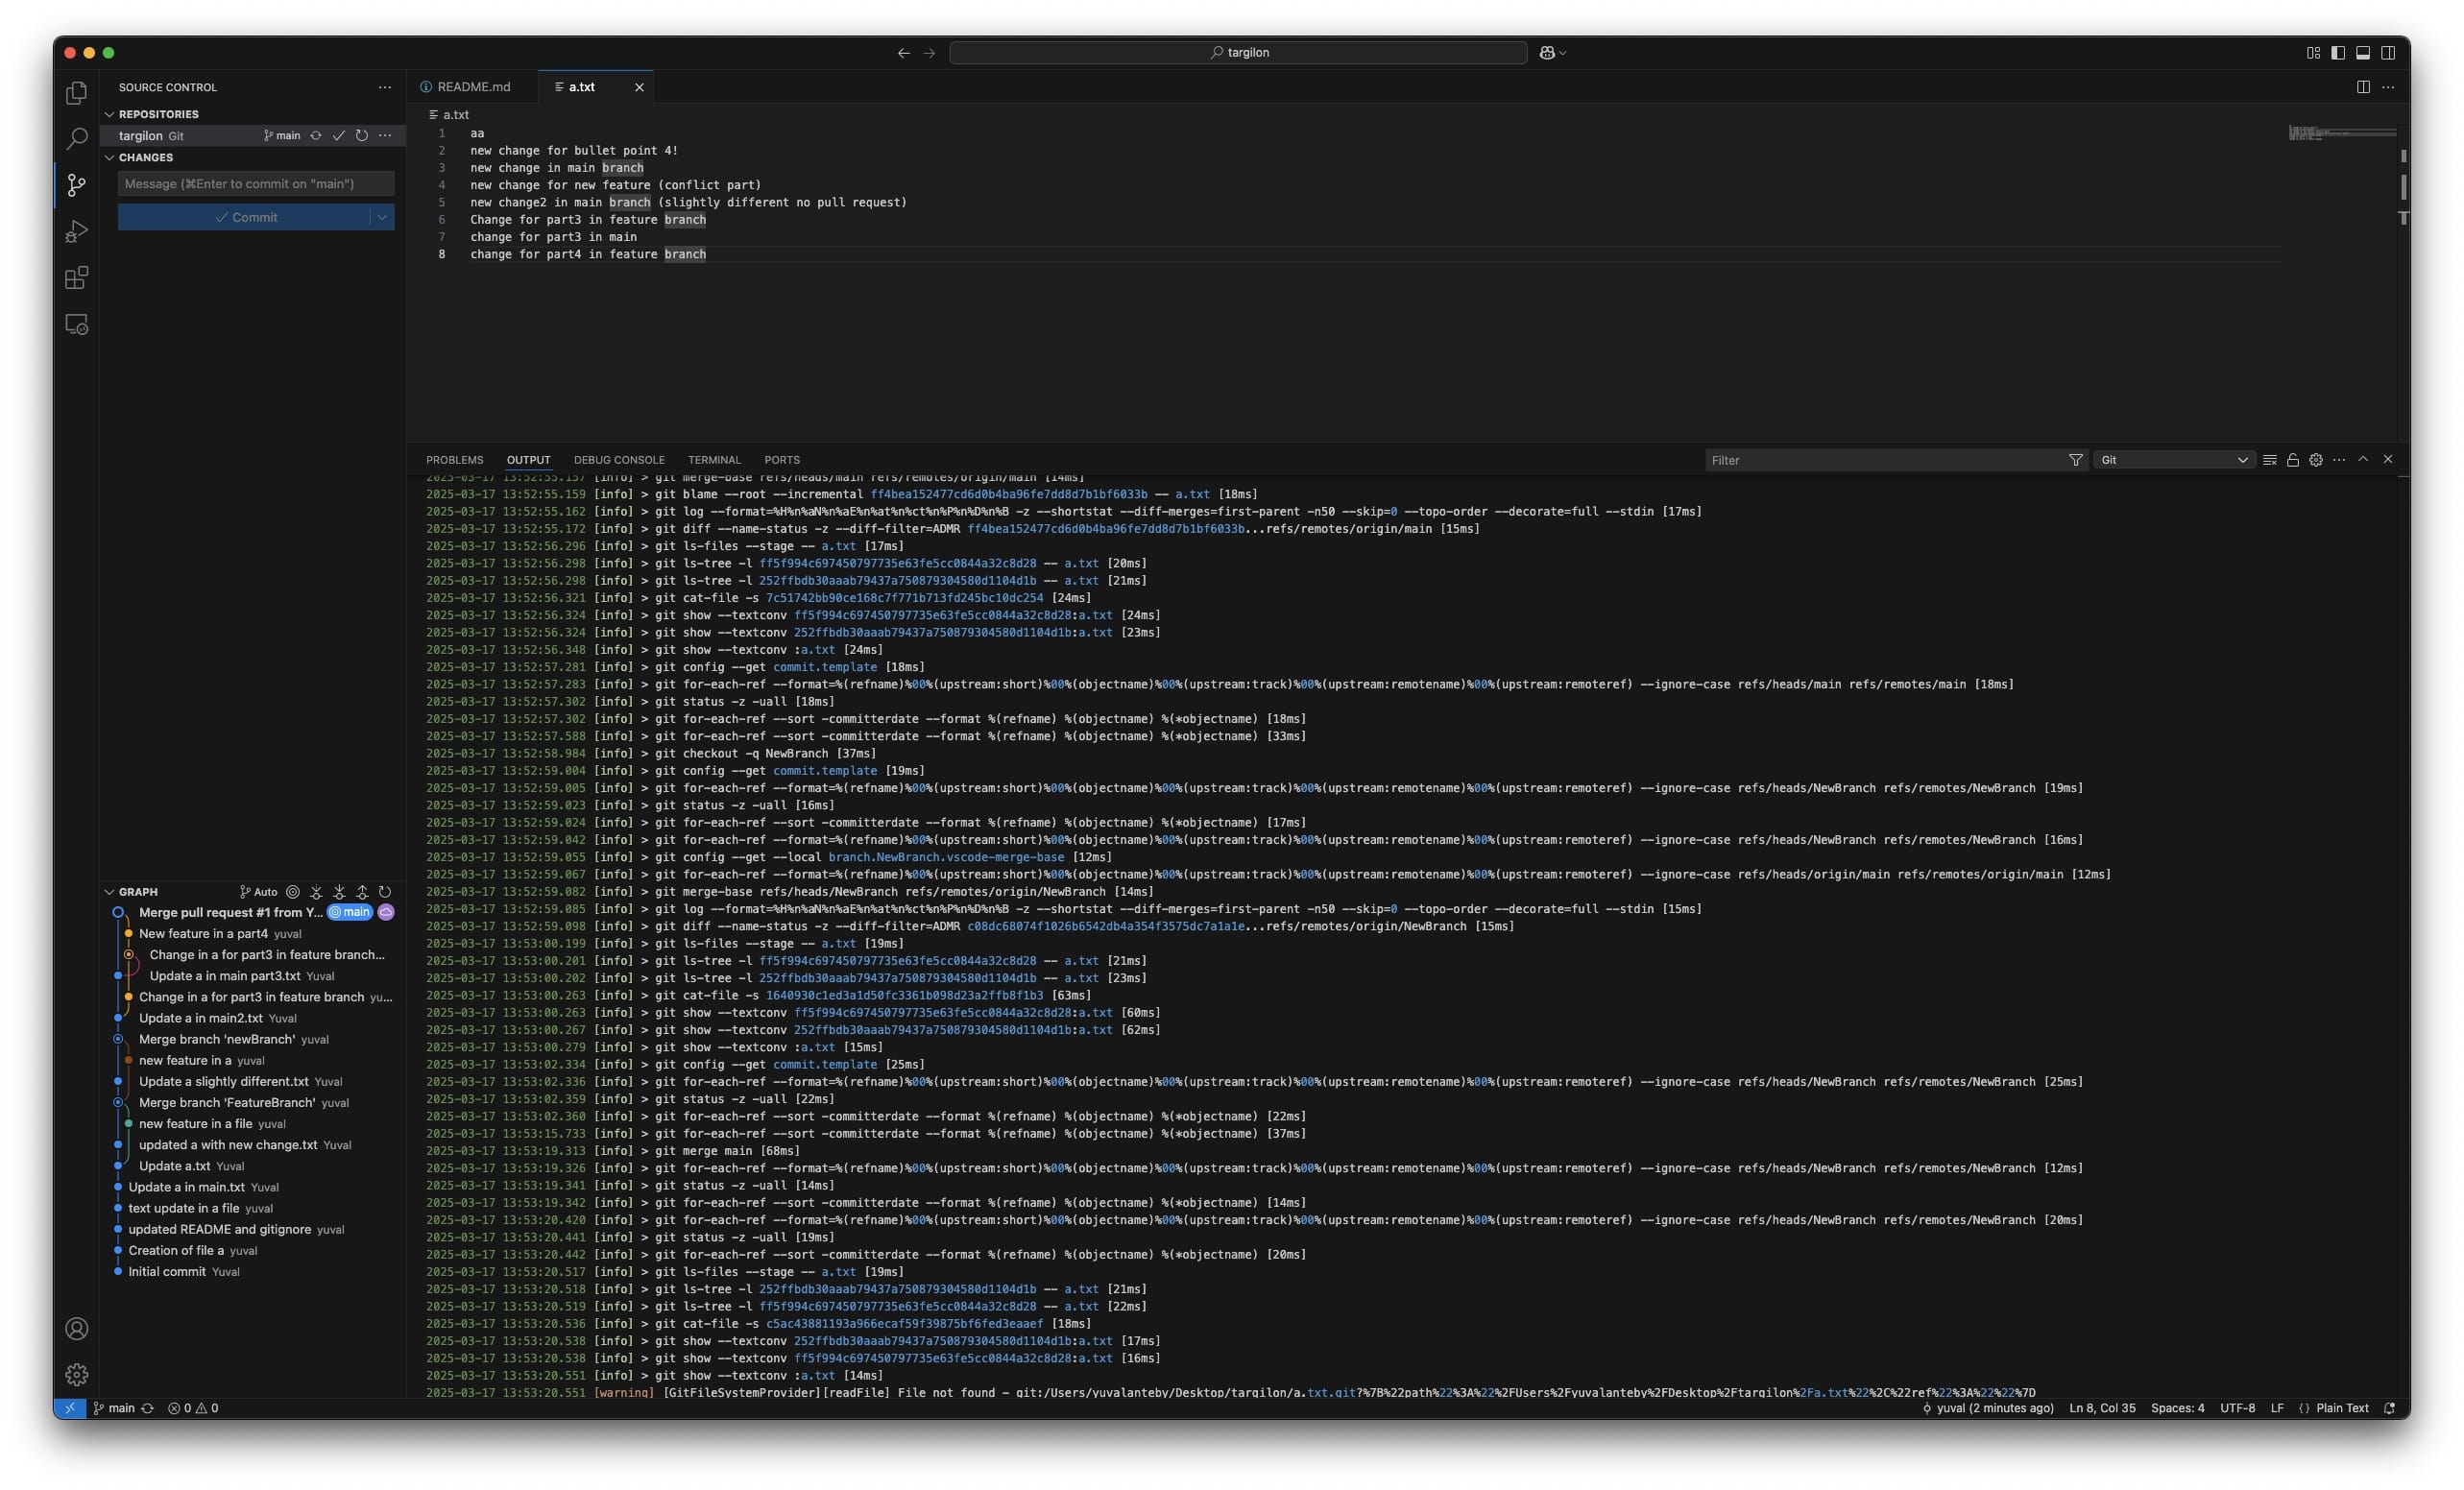 targilon
SOURCE CONTROL
REPOSITORIES
targilon Git main
CHANGES
Message (⌘Enter to commit on "main")
Commit
README.md
a.txt
a.txt
1 aa
2 new change for bullet point 4!
3 new change in main branch
4 new change for new feature (conflict part)
5 new change2 in main branch (slightly different no pull request)
6 Change for part3 in feature branch
7 change for part3 in main
8 change for part4 in feature branch
PROBLEMS OUTPUT DEBUG CONSOLE TERMINAL PORTS
Filter
Git
2025-03-17 13:52:55.157 [info] > git merge-base refs/heads/main refs/remotes/origin/main [14ms]
2025-03-17 13:52:55.159 [info] > git blame --root --incremental ff4bea152477cd6d0b4ba96fe7dd8d7b1bf6033b -- a.txt [18ms]
2025-03-17 13:52:55.162 [info] > git log --format=%H%n%aN%n%aE%n%at%n%ct%n%P%n%D%n%B -z --shortstat --diff-merges=first-parent -n50 --skip=0 --topo-order --decorate=full --stdin [17ms]
2025-03-17 13:52:55.172 [info] > git diff --name-status -z --diff-filter=ADMR ff4bea152477cd6d0b4ba96fe7dd8d7b1bf6033b...refs/remotes/origin/main [15ms]
2025-03-17 13:52:56.296 [info] > git ls-files --stage -- a.txt [17ms]
2025-03-17 13:52:56.298 [info] > git ls-tree -l ff5f994c697450797735e63fe5cc0844a32c8d28 -- a.txt [20ms]
2025-03-17 13:52:56.298 [info] > git ls-tree -l 252ffbdb30aaab79437a750879304580d1104d1b -- a.txt [21ms]
2025-03-17 13:52:56.321 [info] > git cat-file -s 7c51742bb90ce168c7f771b713fd245bc10dc254 [24ms]
2025-03-17 13:52:56.324 [info] > git show --textconv ff5f994c697450797735e63fe5cc0844a32c8d28:a.txt [24ms]
2025-03-17 13:52:56.324 [info] > git show --textconv 252ffbdb30aaab79437a750879304580d1104d1b:a.txt [23ms]
2025-03-17 13:52:56.348 [info] > git show --textconv :a.txt [24ms]
2025-03-17 13:52:57.281 [info] > git config --get commit.template [18ms]
2025-03-17 13:52:57.283 [info] > git for-each-ref --format=%(refname)%00%(upstream:short)%00%(objectname)%00%(upstream:track)%00%(upstream:remotename)%00%(upstream:remoteref) --ignore-case refs/heads/main refs/remotes/main [18ms]
2025-03-17 13:52:57.302 [info] > git status -z -uall [18ms]
2025-03-17 13:52:57.302 [info] > git for-each-ref --sort -committerdate --format %(refname) %(objectname) %(*objectname) [18ms]
2025-03-17 13:52:57.588 [info] > git for-each-ref --sort -committerdate --format %(refname) %(objectname) %(*objectname) [33ms]
2025-03-17 13:52:58.984 [info] > git checkout -q NewBranch [37ms]
2025-03-17 13:52:59.004 [info] > git config --get commit.template [19ms]
2025-03-17 13:52:59.005 [info] > git for-each-ref --format=%(refname)%00%(upstream:short)%00%(objectname)%00%(upstream:track)%00%(upstream:remotename)%00%(upstream:remoteref) --ignore-case refs/heads/NewBranch refs/remotes/NewBranch [19ms]
2025-03-17 13:52:59.023 [info] > git status -z -uall [16ms]
2025-03-17 13:52:59.024 [info] > git for-each-ref --sort -committerdate --format %(refname) %(objectname) %(*objectname) [17ms]
2025-03-17 13:52:59.042 [info] > git for-each-ref --format=%(refname)%00%(upstream:short)%00%(objectname)%00%(upstream:track)%00%(upstream:remotename)%00%(upstream:remoteref) --ignore-case refs/heads/NewBranch refs/remotes/NewBranch [16ms]
2025-03-17 13:52:59.055 [info] > git config --get --local branch.NewBranch.vscode-merge-base [12ms]
2025-03-17 13:52:59.067 [info] > git for-each-ref --format=%(refname)%00%(upstream:short)%00%(objectname)%00%(upstream:track)%00%(upstream:remotename)%00%(upstream:remoteref) --ignore-case refs/heads/origin/main refs/remotes/origin/main [12ms]
2025-03-17 13:52:59.082 [info] > git merge-base refs/heads/NewBranch refs/remotes/origin/NewBranch [14ms]
2025-03-17 13:52:59.085 [info] > git log --format=%H%n%aN%n%aE%n%at%n%ct%n%P%n%D%n%B -z --shortstat --diff-merges=first-parent -n50 --skip=0 --topo-order --decorate=full --stdin [15ms]
2025-03-17 13:52:59.098 [info] > git diff --name-status -z --diff-filter=ADMR c08dc68074f1026b6542db4a354f3575dc7a1a1e...refs/remotes/origin/NewBranch [15ms]
2025-03-17 13:53:00.199 [info] > git ls-files --stage -- a.txt [19ms]
2025-03-17 13:53:00.201 [info] > git ls-tree -l ff5f994c697450797735e63fe5cc0844a32c8d28 -- a.txt [21ms]
2025-03-17 13:53:00.202 [info] > git ls-tree -l 252ffbdb30aaab79437a750879304580d1104d1b -- a.txt [23ms]
2025-03-17 13:53:00.263 [info] > git cat-file -s 1640930c1ed3a1d50fc3361b098d23a2ffb8f1b3 [63ms]
2025-03-17 13:53:00.263 [info] > git show --textconv ff5f994c697450797735e63fe5cc0844a32c8d28:a.txt [60ms]
2025-03-17 13:53:00.267 [info] > git show --textconv 252ffbdb30aaab79437a750879304580d1104d1b:a.txt [62ms]
2025-03-17 13:53:00.279 [info] > git show --textconv :a.txt [15ms]
2025-03-17 13:53:02.334 [info] > git config --get commit.template [25ms]
2025-03-17 13:53:02.336 [info] > git for-each-ref --format=%(refname)%00%(upstream:short)%00%(objectname)%00%(upstream:track)%00%(upstream:remotename)%00%(upstream:remoteref) --ignore-case refs/heads/NewBranch refs/remotes/NewBranch [25ms]
2025-03-17 13:53:02.359 [info] > git status -z -uall [22ms]
2025-03-17 13:53:02.360 [info] > git for-each-ref --sort -committerdate --format %(refname) %(objectname) %(*objectname) [22ms]
2025-03-17 13:53:15.733 [info] > git for-each-ref --sort -committerdate --format %(refname) %(objectname) %(*objectname) [37ms]
2025-03-17 13:53:19.313 [info] > git merge main [68ms]
2025-03-17 13:53:19.326 [info] > git for-each-ref --format=%(refname)%00%(upstream:short)%00%(objectname)%00%(upstream:track)%00%(upstream:remotename)%00%(upstream:remoteref) --ignore-case refs/heads/NewBranch refs/remotes/NewBranch [12ms]
2025-03-17 13:53:19.341 [info] > git status -z -uall [14ms]
2025-03-17 13:53:19.342 [info] > git for-each-ref --sort -committerdate --format %(refname) %(objectname) %(*objectname) [14ms]
2025-03-17 13:53:20.420 [info] > git for-each-ref --format=%(refname)%00%(upstream:short)%00%(objectname)%00%(upstream:track)%00%(upstream:remotename)%00%(upstream:remoteref) --ignore-case refs/heads/NewBranch refs/remotes/NewBranch [20ms]
2025-03-17 13:53:20.441 [info] > git status -z -uall [19ms]
2025-03-17 13:53:20.442 [info] > git for-each-ref --sort -committerdate --format %(refname) %(objectname) %(*objectname) [20ms]
2025-03-17 13:53:20.517 [info] > git ls-files --stage -- a.txt [19ms]
2025-03-17 13:53:20.518 [info] > git ls-tree -l 252ffbdb30aaab79437a750879304580d1104d1b -- a.txt [21ms]
2025-03-17 13:53:20.519 [info] > git ls-tree -l ff5f994c697450797735e63fe5cc0844a32c8d28 -- a.txt [22ms]
2025-03-17 13:53:20.536 [info] > git cat-file -s c5ac43881193a966ecaf59f39875bf6fed3eaaef [18ms]
2025-03-17 13:53:20.538 [info] > git show --textconv 252ffbdb30aaab79437a750879304580d1104d1b:a.txt [17ms]
2025-03-17 13:53:20.538 [info] > git show --textconv ff5f994c697450797735e63fe5cc0844a32c8d28:a.txt [16ms]
2025-03-17 13:53:20.551 [info] > git show --textconv :a.txt [14ms]
2025-03-17 13:53:20.551 [warning] [GitFileSystemProvider][readFile] File not found - git:/Users/yuvalanteby/Desktop/targilon/a.txt.git?%7B%22path%22%3A%22%2FUsers%2Fyuvalanteby%2FDesktop%2Ftargilon%2Fa.txt%22%2C%22ref%22%3A%22%22%7D
GRAPH Auto
Merge pull request #1 from Y... main
New feature in a part4 yuval
Change in a for part3 in feature branch...
Update a in main part3.txt Yuval
Change in a for part3 in feature branch yu...
Update a in main2.txt Yuval
Merge branch 'newBranch' yuval
new feature in a yuval
Update a slightly different.txt Yuval
Merge branch 'FeatureBranch' yuval
new feature in a file yuval
updated a with new change.txt Yuval
Update a.txt Yuval
Update a in main.txt Yuval
text update in a file yuval
updated README and gitignore yuval
Creation of file a yuval
Initial commit Yuval
main 0 0
yuval (2 minutes ago) Ln 8, Col 35 Spaces: 4 UTF-8 LF {} Plain Text